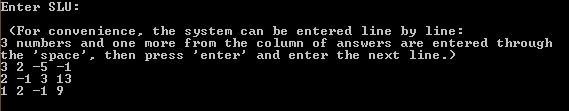 Enter SLU:
(For convenience, the system can be entered line by line:
3 numbers and one more from the column of answers are entered through
the 'space', then press 'enter' and enter the next line.)
3 2 -5 -1
2 -1 3 13
1 2 -1 9